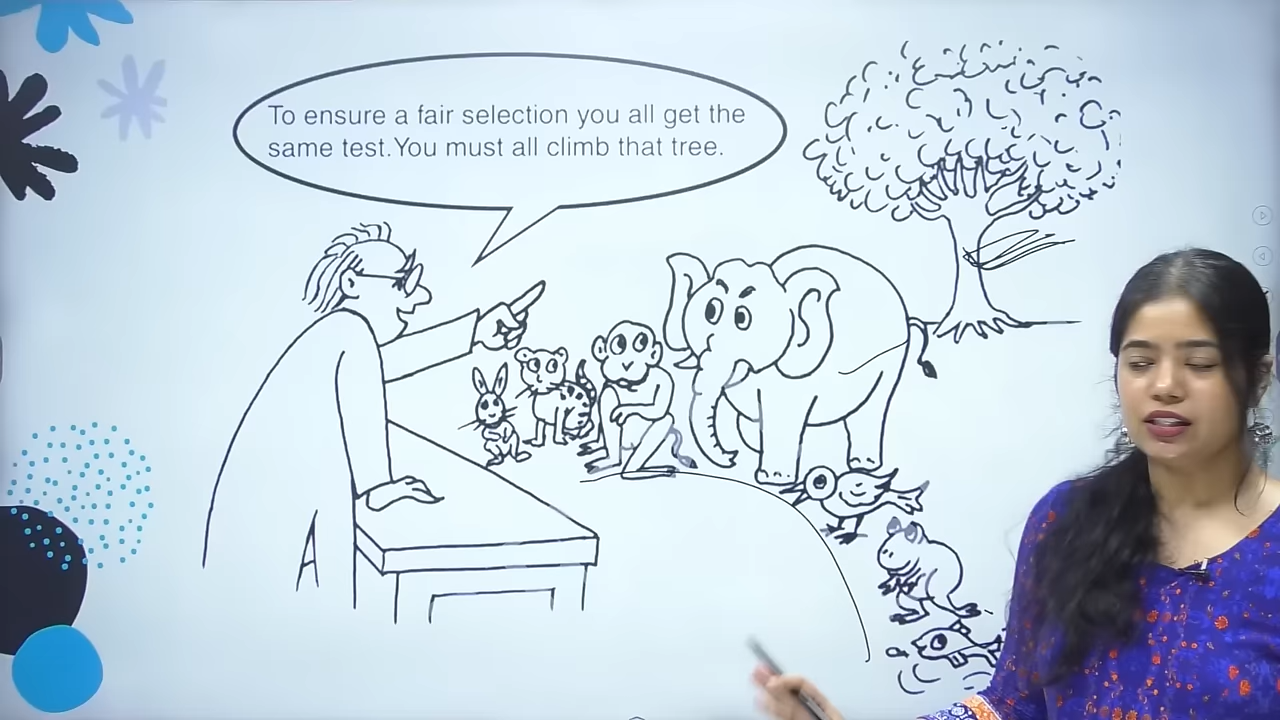 To ensure a fair selection you all get the
same test. You must all climb that tree.